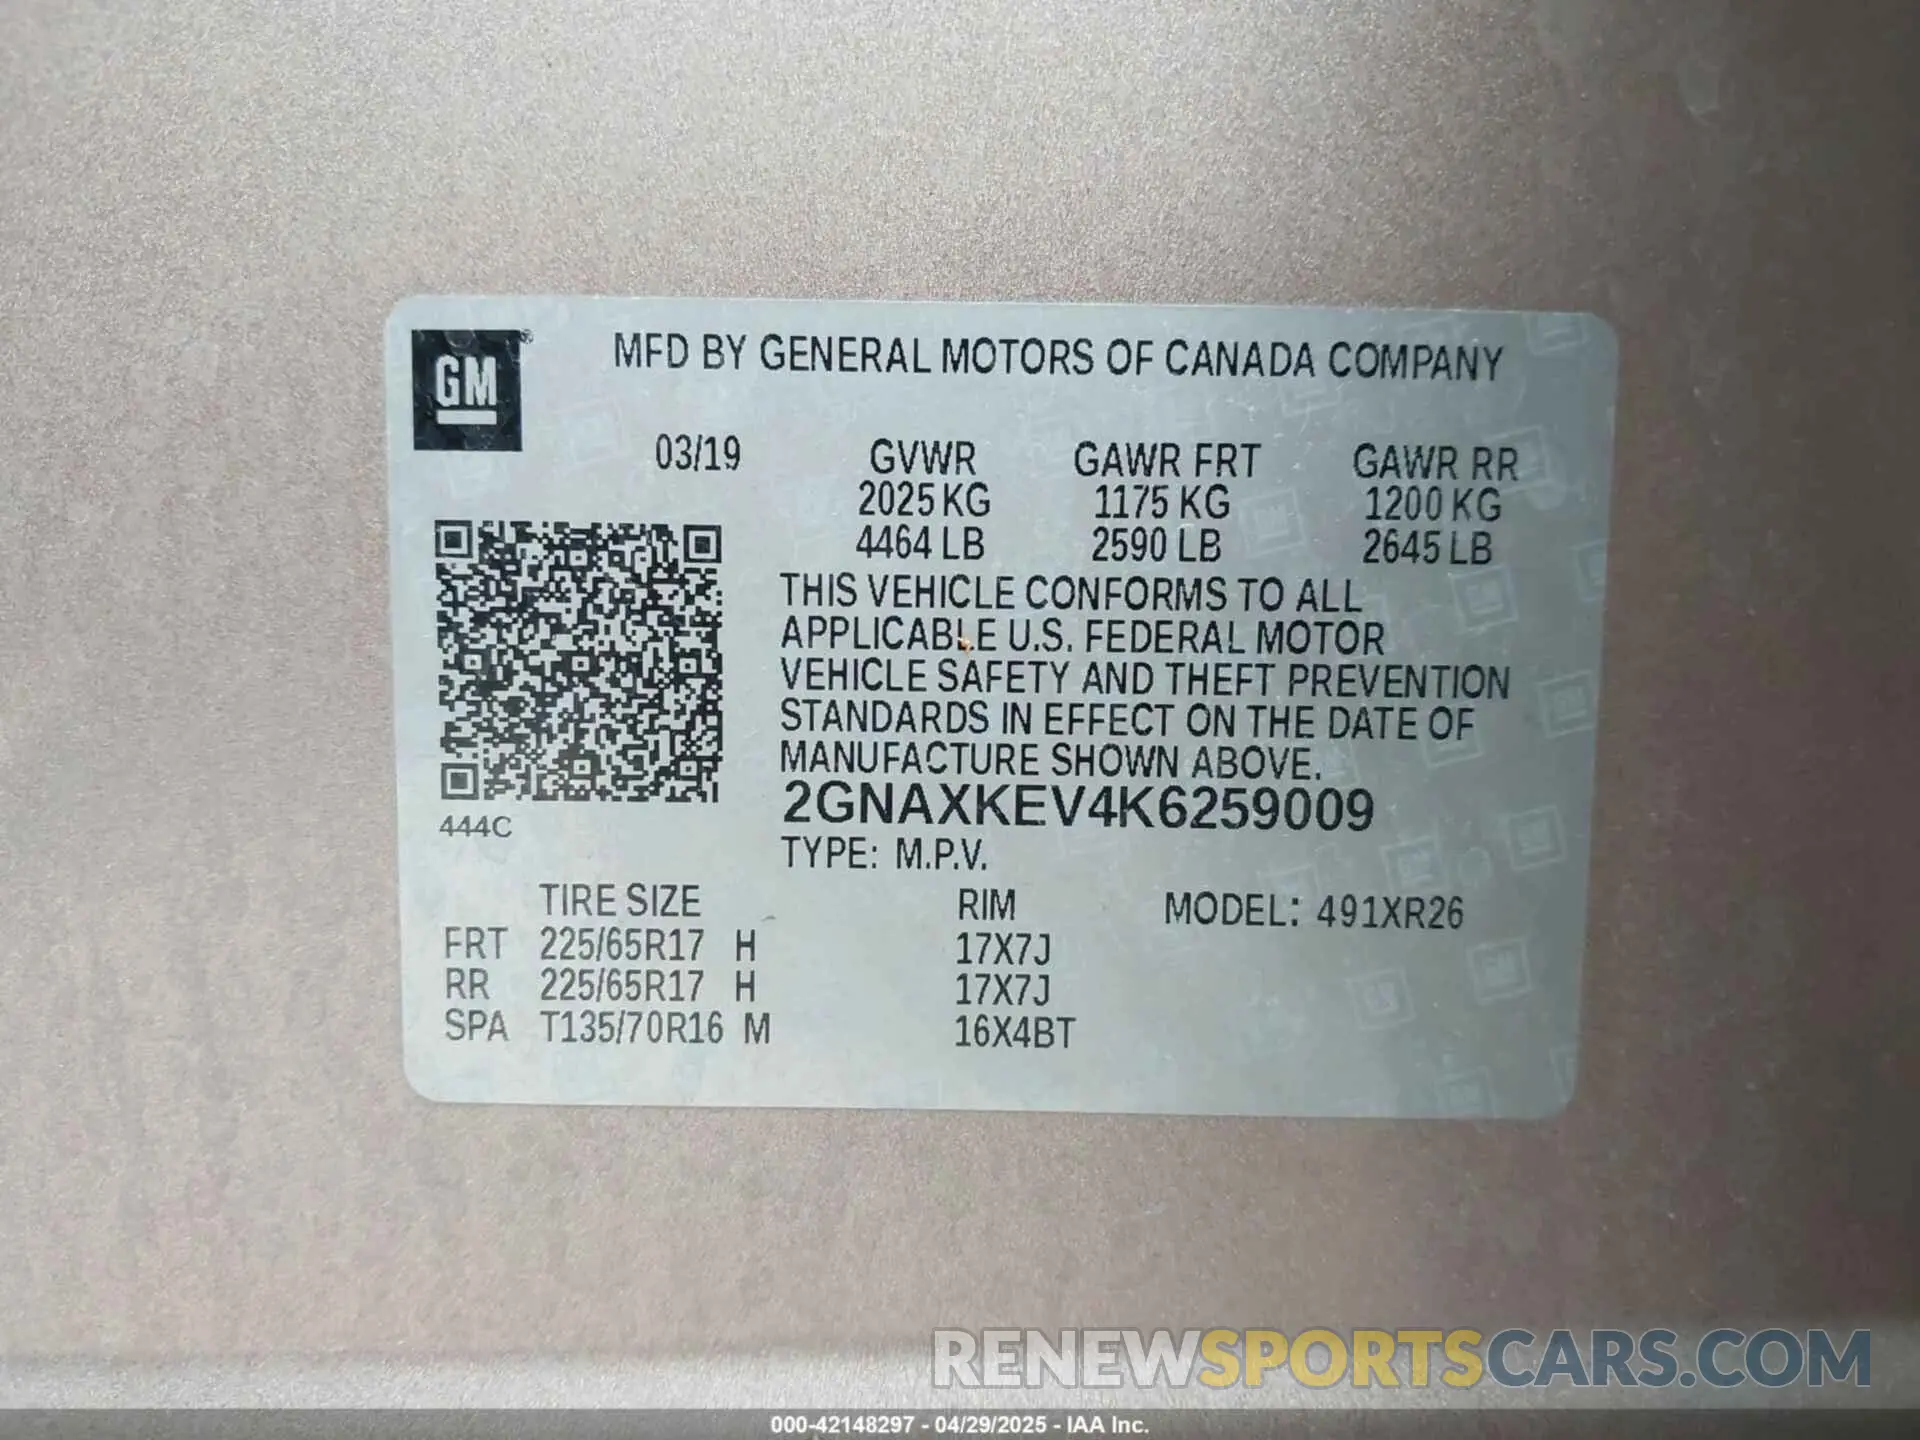 GM®
MFD BY GENERAL MOTORS OF CANADA COMPANY
03/19 GVWR GAWR FRT GAWR RR
2025 KG 1175 KG 1200 KG
4464 LB 2590 LB 2645 LB
THIS VEHICLE CONFORMS TO ALL
APPLICABLE U.S. FEDERAL MOTOR
VEHICLE SAFETY AND THEFT PREVENTION
STANDARDS IN EFFECT ON THE DATE OF
MANUFACTURE SHOWN ABOVE.
2GNAXKEV4K6259009
444C
TYPE: M.P.V.
TIRE SIZE RIM MODEL: 491XR26
FRT 225/65R17 H 17X7J
RR 225/65R17 H 17X7J
SPA T135/70R16 M 16X4BT
RENEWSPORTSCARS.COM
000-42148297 - 04/29/2025 - IAA Inc.